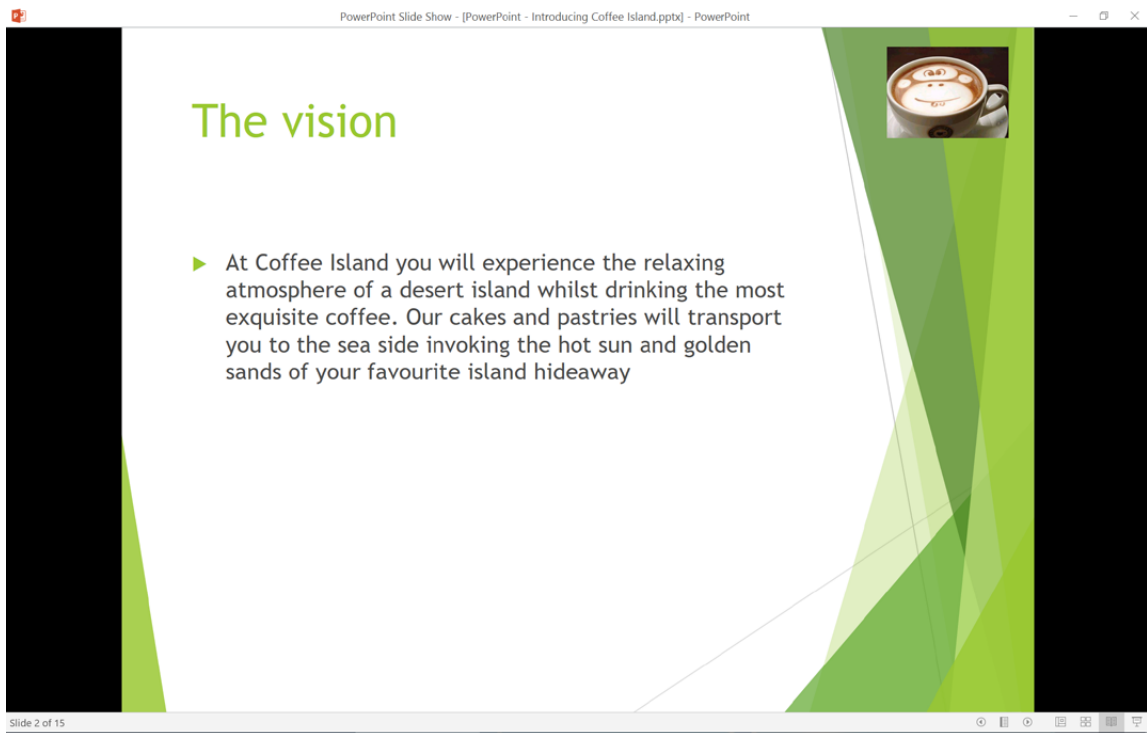 PowerPoint Slide Show - [PowerPoint - Introducing Coffee Island.pptx] - PowerPoint
The vision
At Coffee Island you will experience the relaxing
atmosphere of a desert island whilst drinking the most
exquisite coffee. Our cakes and pastries will transport
you to the sea side invoking the hot sun and golden
sands of your favourite island hideaway
Slide 2 of 15